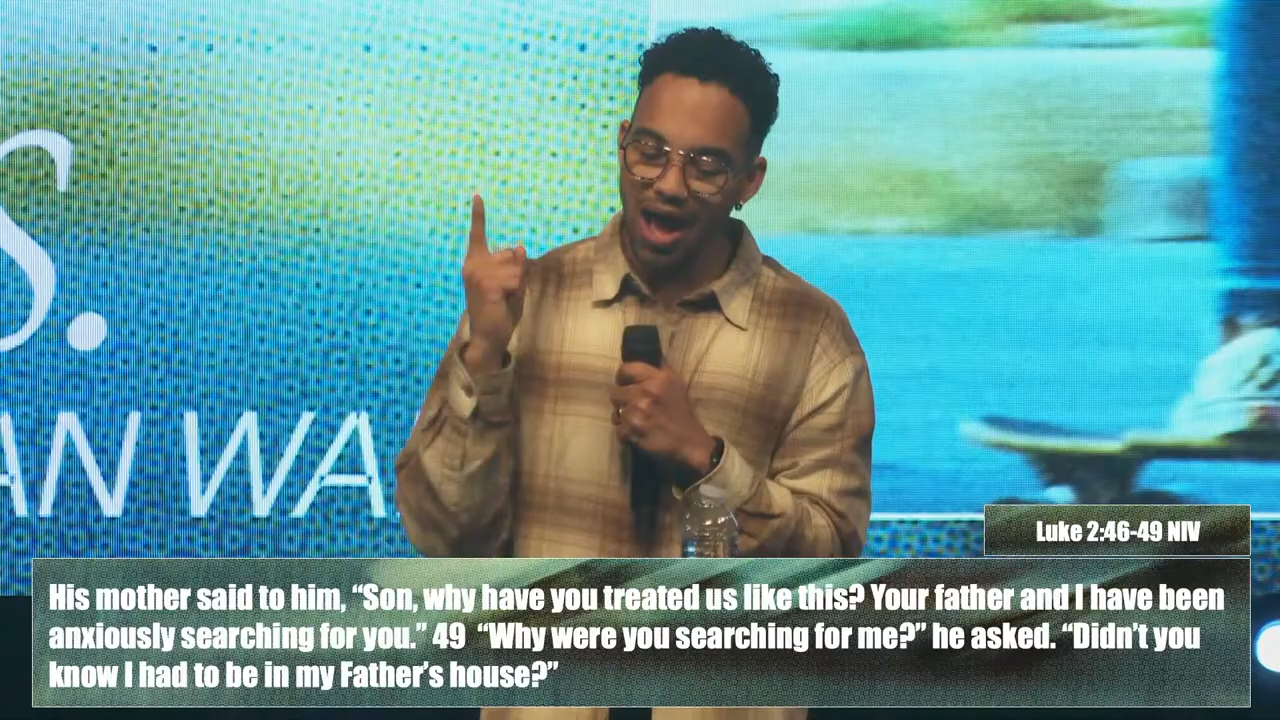 S.
AN WA
Luke 2:46-49 NIV
His mother said to him, “Son, why have you treated us like this? Your father and I have been
anxiously searching for you.” 49  “Why were you searching for me?” he asked. “Didn’t you
know I had to be in my Father’s house?”